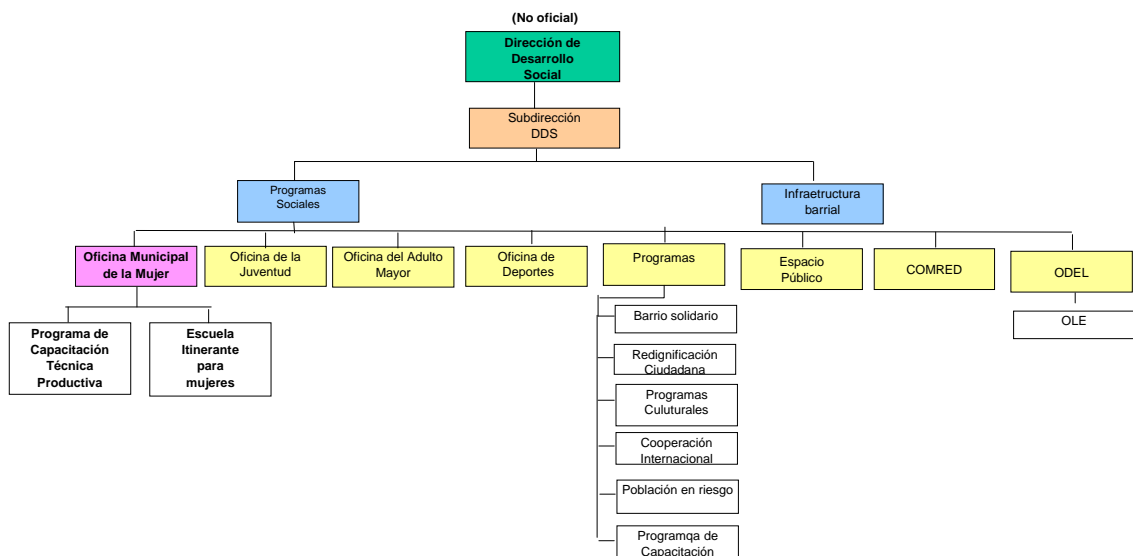 (No oficial)
Dirección de
Desarrollo
Social
Subdirección
DDS
Programas
Sociales
Infraetructura
barrial
Oficina Municipal
de la Mujer
Oficina de la
Juventud
Oficina del Adulto
Mayor
Oficina de
Deportes
Programas
Espacio
Público
COMRED
ODEL
Programa de
Capacitación
Técnica
Productiva
Escuela
Itinerante
para
mujeres
Barrio solidario
Redignificación
Ciudadana
Programas
Culuturales
Cooperación
Internacional
Población en riesgo
Programqa de
Capacitación
OLE